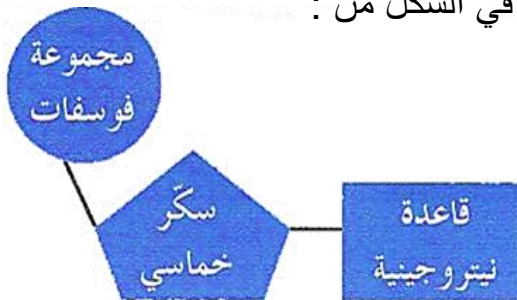 في الشكل من :
مجموعة
فوسفات
سكّر
خماسي
قاعدة
نيتروجينية